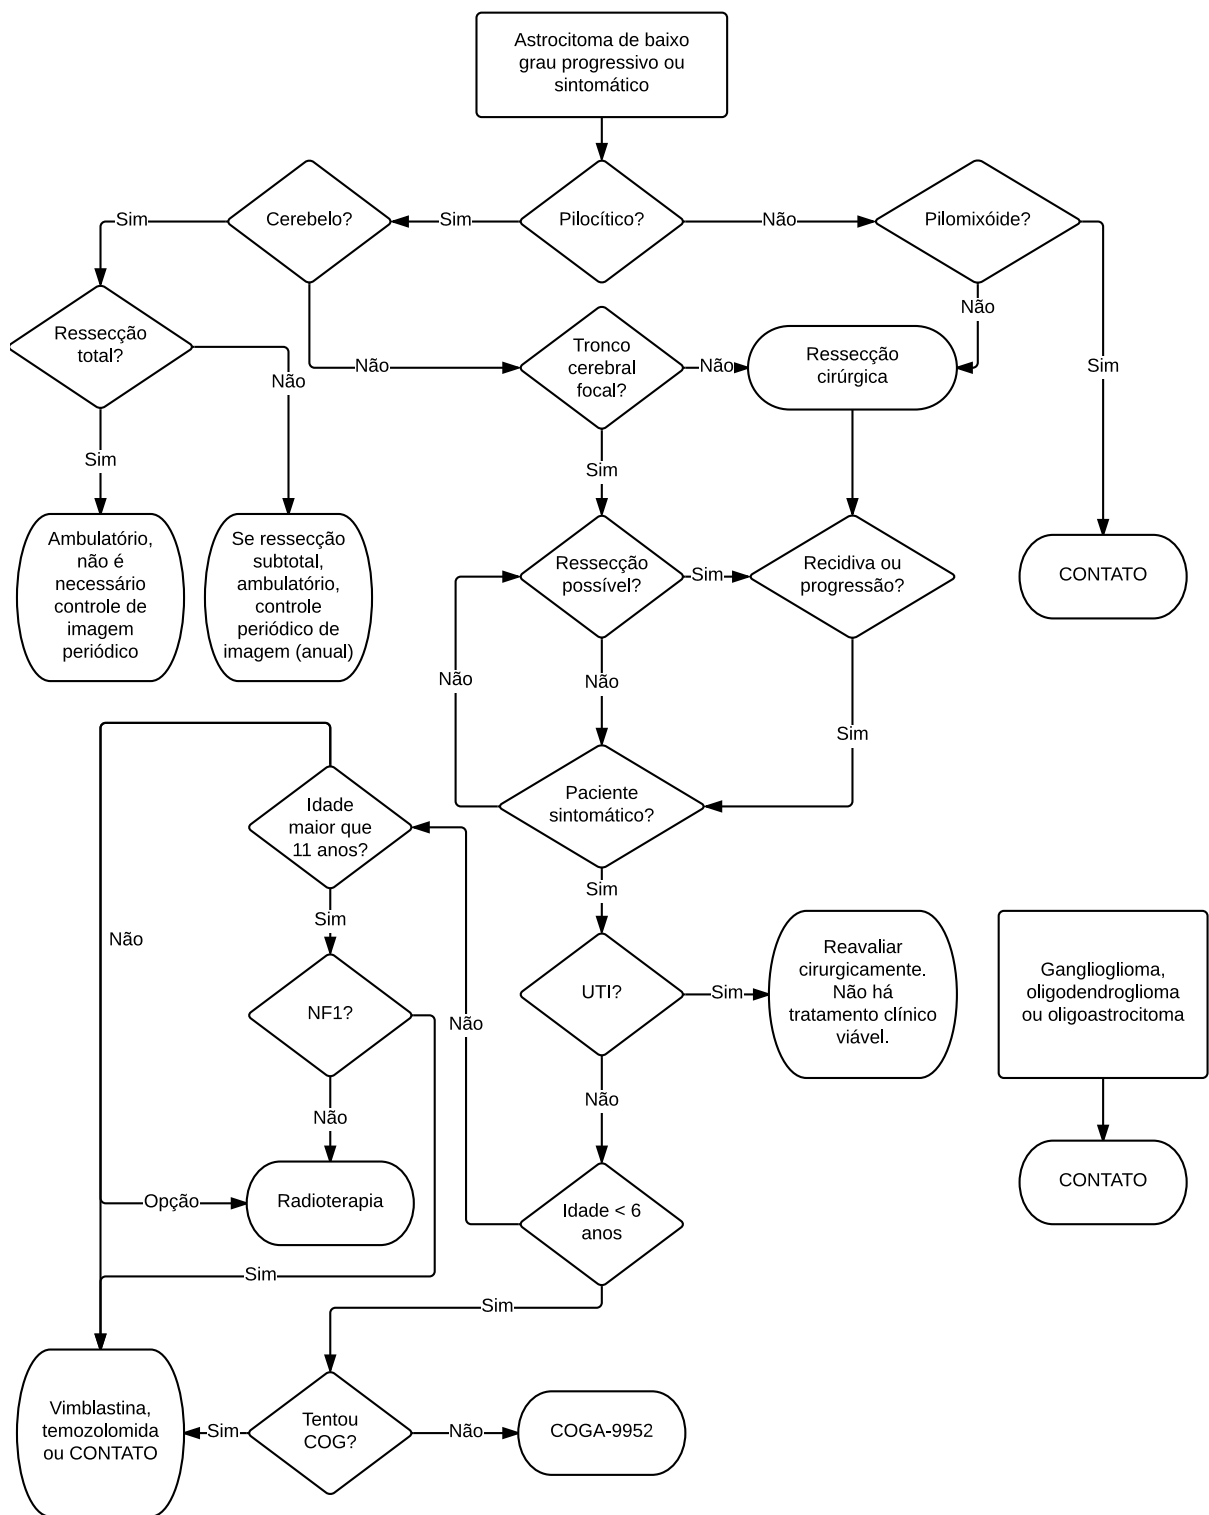 Astrocitoma de baixo
grau progressivo ou
sintomático
Cerebelo?
Sim
Pilocítico?
Sim
Não
Pilomixóide?
Ressecção
total?
Não
Sim
Não
Tronco
cerebral
focal?
Não
Ressecção
cirúrgica
Não
Sim
Sim
Ambulatório,
não é
necessário
controle de
imagem
periódico
Se ressecção
subtotal,
ambulatório,
controle
periódico de
imagem (anual)
Ressecção
possível?
Sim
Recidiva ou
progressão?
CONTATO
Não
Não
Sim
Paciente
sintomático?
Idade
maior que
11 anos?
Sim
Sim
Não
NF1?
Não
UTI?
Sim
Reavaliar
cirurgicamente.
Não há
tratamento clínico
viável.
Ganglioglioma,
oligodendroglioma
ou oligoastrocitoma
Não
Não
Opção
Radioterapia
Idade < 6
anos
CONTATO
Sim
Sim
Vimblastina,
temozolomida
ou CONTATO
Sim
Tentou
COG?
Não
COGA-9952